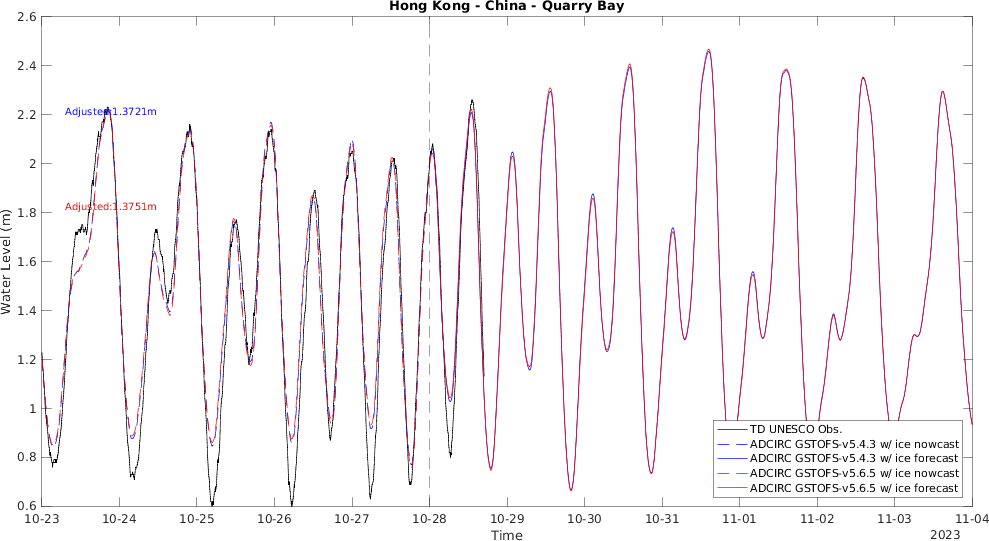 Hong Kong - China - Quarry Bay
2.6
2.4
2.2
2
1.8
1.6
1.4
1.2
1
0.8
0.6
Water Level (m)
Adjusted:1.3721m
Adjusted:1.3751m
TD UNESCO Obs.
ADCIRC GSTOFS-v5.4.3 w/ ice nowcast
ADCIRC GSTOFS-v5.4.3 w/ ice forecast
ADCIRC GSTOFS-v5.6.5 w/ ice nowcast
ADCIRC GSTOFS-v5.6.5 w/ ice forecast
10-23 10-24 10-25 10-26 10-27 10-28 10-29 10-30 10-31 11-01 11-02 11-03 11-04
Time
2023